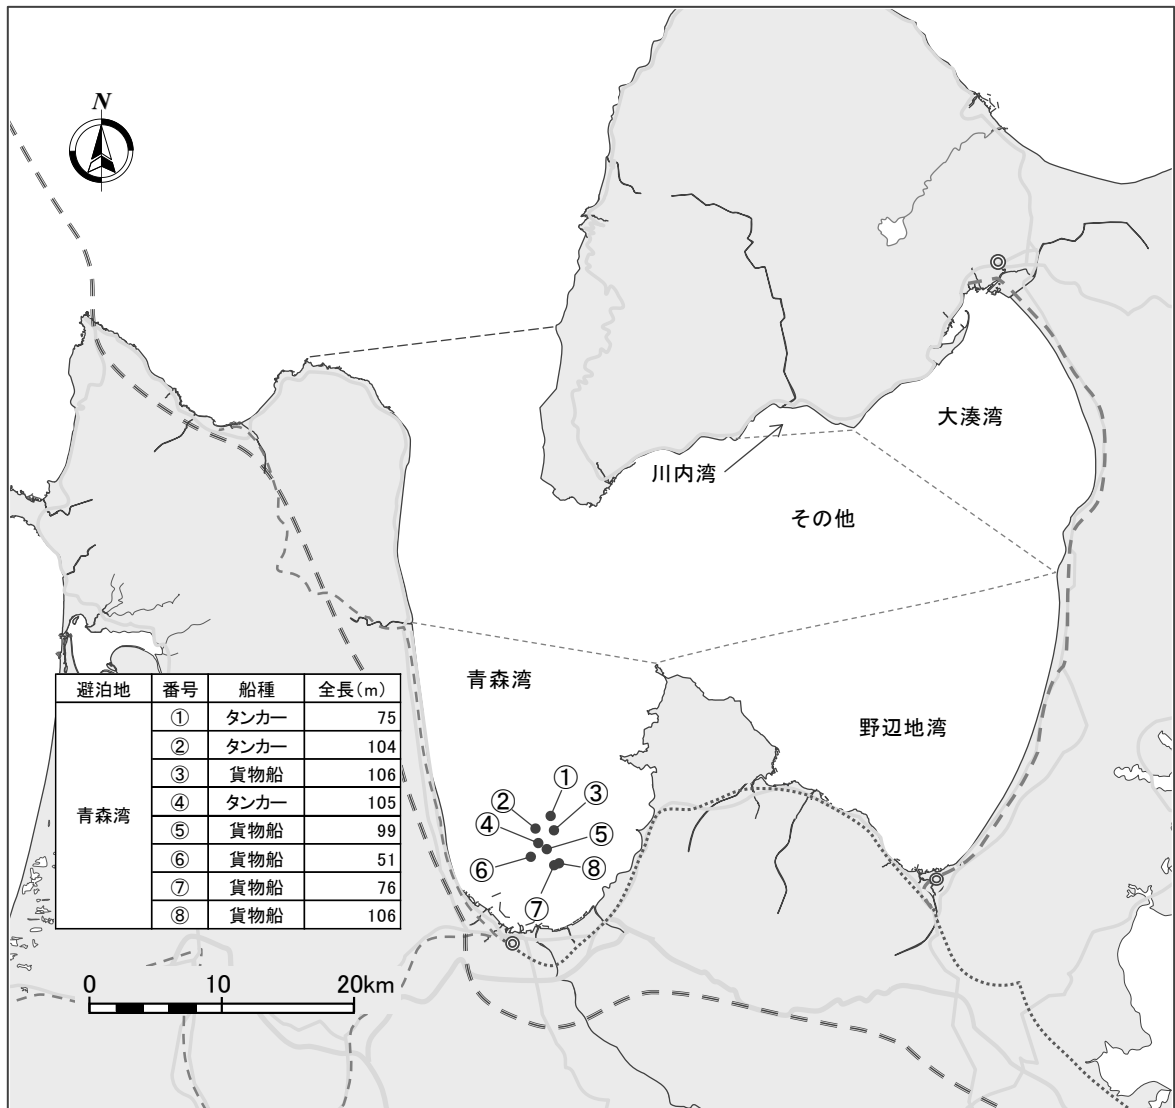 N
大湊湾
川内湾
その他
青森湾
野辺地湾
避泊地 番号 船種 全長(m)
青森湾
① タンカー 75
② タンカー 104
③ 貨物船 106
④ タンカー 105
⑤ 貨物船 99
⑥ 貨物船 51
⑦ 貨物船 76
⑧ 貨物船 106
①
②
③
④
⑤
⑥
⑧
⑦
0 10 20km